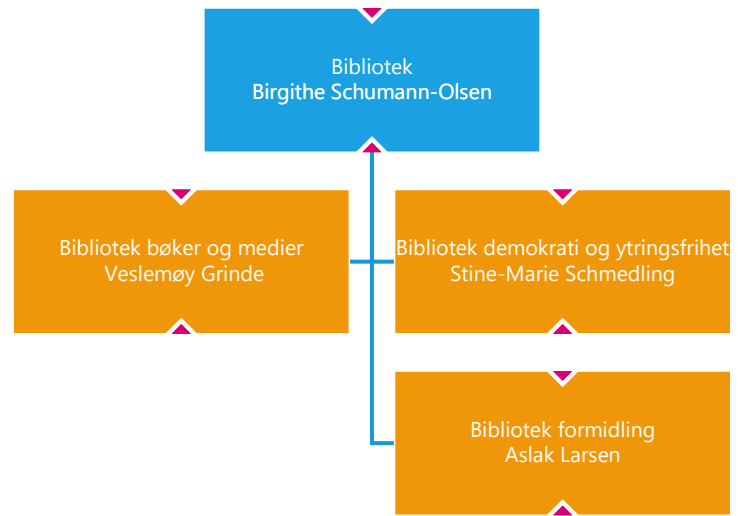 Bibliotek
Birgithe Schumann-Olsen
Bibliotek bøker og medier
Veslemøy Grinde
Bibliotek demokrati og ytringsfrihet
Stine-Marie Schmedling
Bibliotek formidling
Aslak Larsen